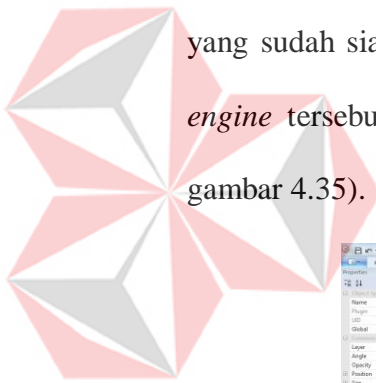 yang sudah sia
engine tersebu
gambar 4.35).
Properties
Name
Plugin
UID
Global
Layer
Angle
Opacity
Position